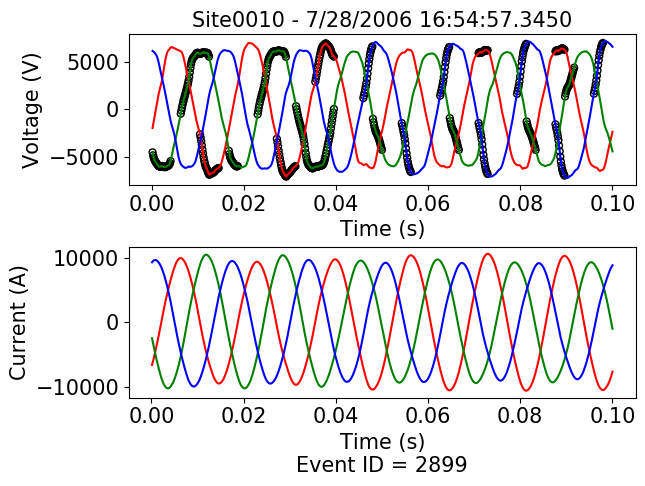 Site0010 - 7/28/2006 16:54:57.3450
Voltage (V)
5000
0
−5000
0.00 0.02 0.04 0.06 0.08 0.10
Time (s)
Current (A)
10000
0
−10000
0.00 0.02 0.04 0.06 0.08 0.10
Time (s)
Event ID = 2899